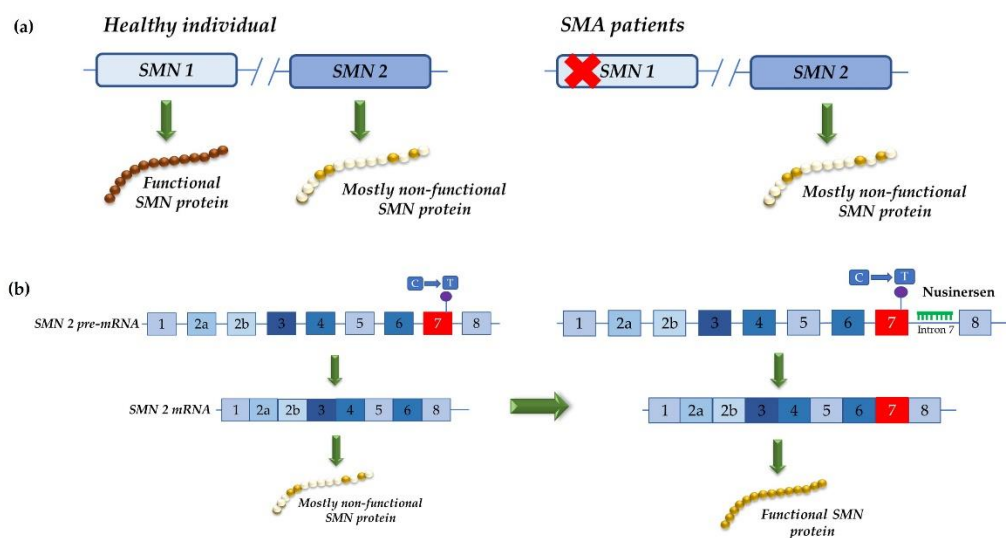 (a)
Healthy individual
SMA patients
SMN 1
SMN 2
SMN 1
SMN 2
Functional
SMN protein
Mostly non-functional
SMN protein
Mostly non-functional
SMN protein
(b)
C T
C T
Nusinersen
SMN 2 pre-mRNA
1 2a 2b 3 4 5 6 7 8
1 2a 2b 3 4 5 6 7 8
Intron 7
SMN 2 mRNA
1 2a 2b 3 4 5 6 8
1 2a 2b 3 4 5 6 7 8
Mostly non-functional
SMN protein
Functional SMN
protein